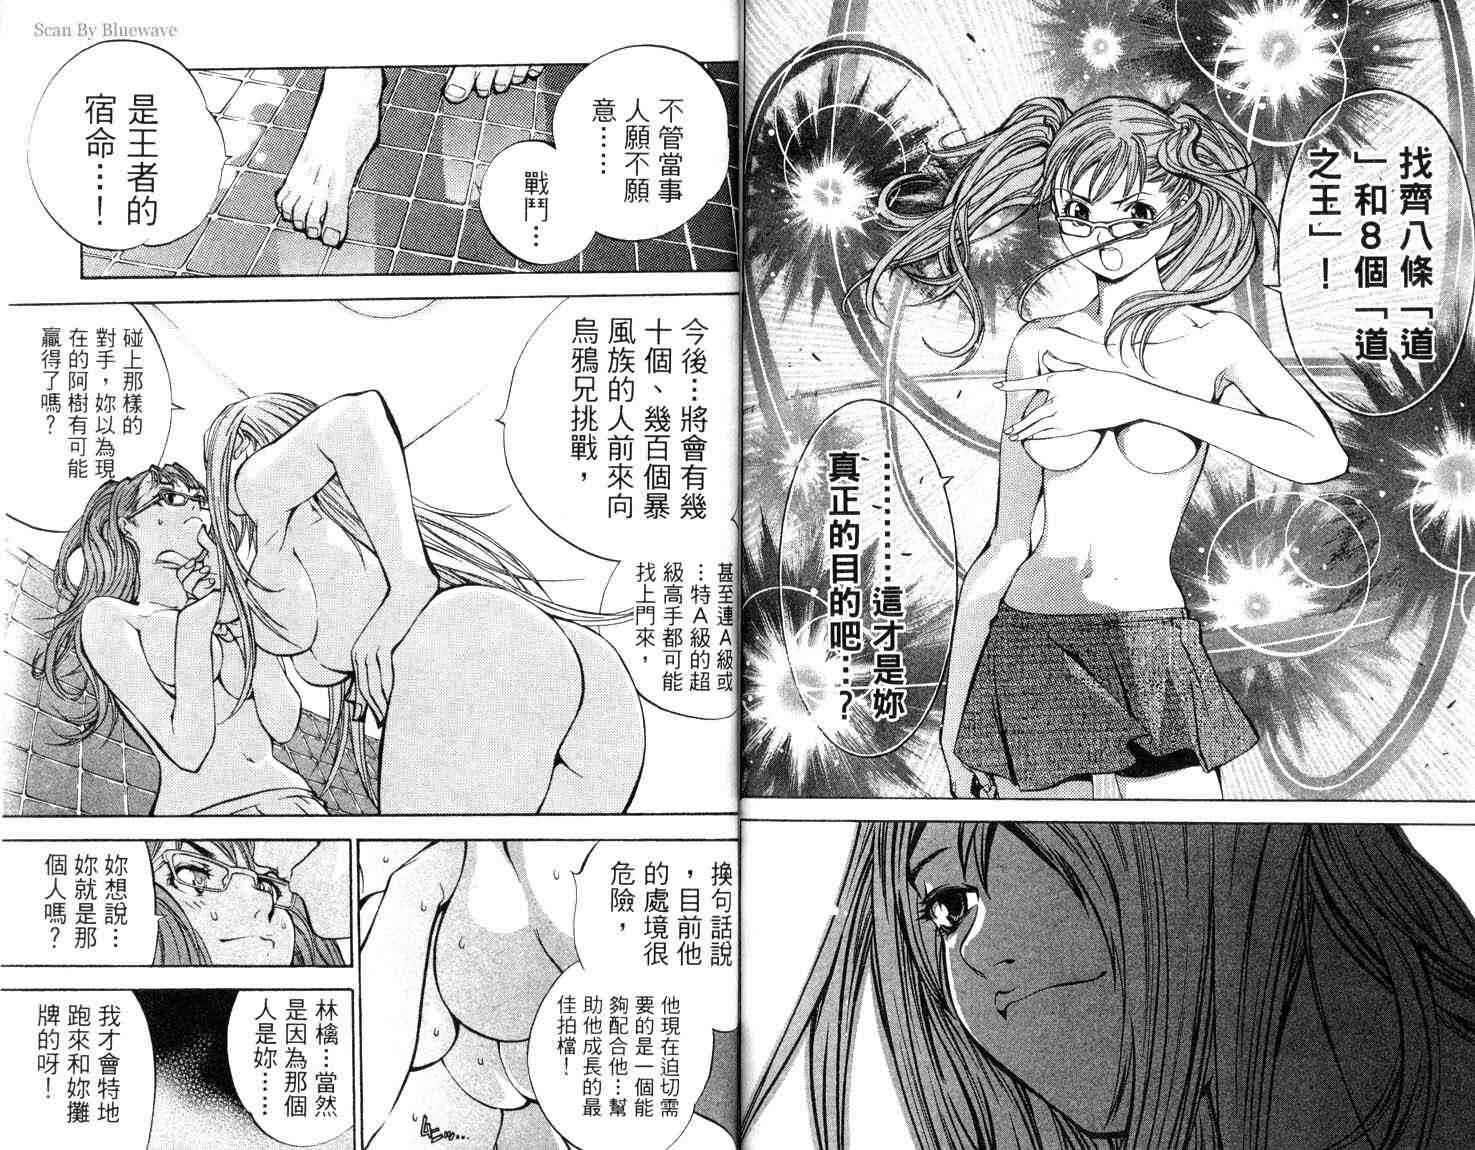 Scan By Bluewave
找齊八條「道
」和8個「道
之王」！
…………這才是妳
真正的目的吧…？
不管當事
人願不願
意……
戰鬥…
是王者的
宿命…！
今後…將會有幾
十個、幾百個暴
風族的人前來向
烏鴉兄挑戰，
甚至連A級或
…特A級的超
級高手都可能
找上門來，
碰上那樣的
對手，妳以為現
在的阿樹有可能
贏得了嗎？
換句話說
，目前他
的處境很
危險，
他現在迫切需
要的是一個能
夠配合他…幫
助他成長的最
佳拍檔！
妳想說…
妳就是那
個人嗎？
林檎…當然
是因為那個
人是妳……
我才會特地
跑來和妳攤
牌的呀！